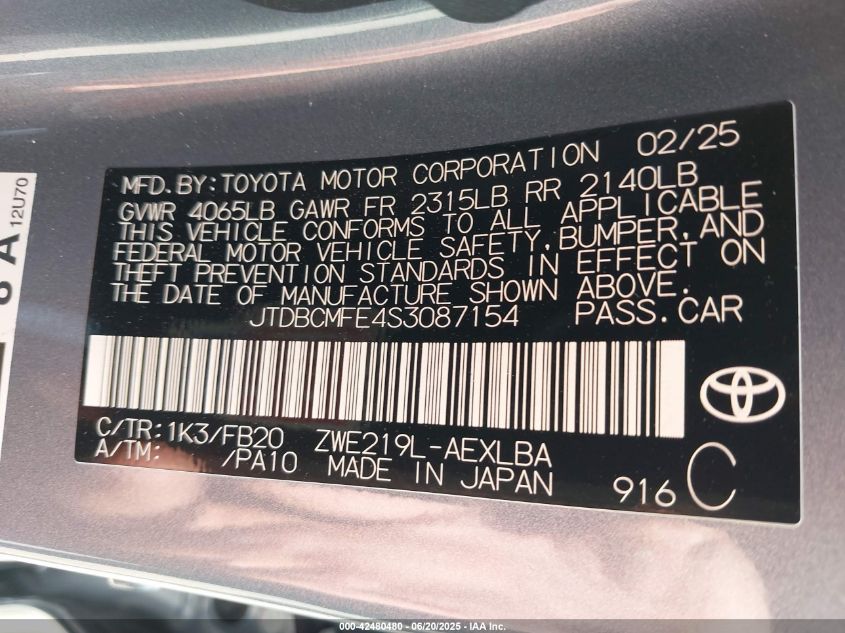 MFD. BY: TOYOTA MOTOR CORPORATION 02/25
GVWR 4065LB GAWR FR 2315LB RR 2140LB
THIS VEHICLE CONFORMS TO ALL APPLICABLE
FEDERAL MOTOR VEHICLE SAFETY, BUMPER, AND
THEFT PREVENTION STANDARDS IN EFFECT ON
THE DATE OF MANUFACTURE SHOWN ABOVE.
JTDBCMFE4S3087154 PASS. CAR
C/TR: 1K3/FB20 ZWE219L-AEXLBA
A/TM: /PA10 MADE IN JAPAN 916 C
12U70
A
000-42480480 - 06/20/2025 - IAA Inc.